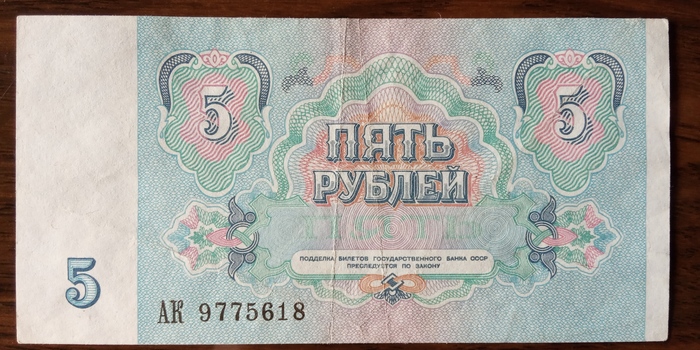 5
5
ПЯТЬ
РУБЛЕЙ
ПОДДЕЛКА БИЛЕТОВ ГОСУДАРСТВЕННОГО БАНКА СССР
ПРЕСЛЕДУЕТСЯ ПО ЗАКОНУ
5
АК 9775618